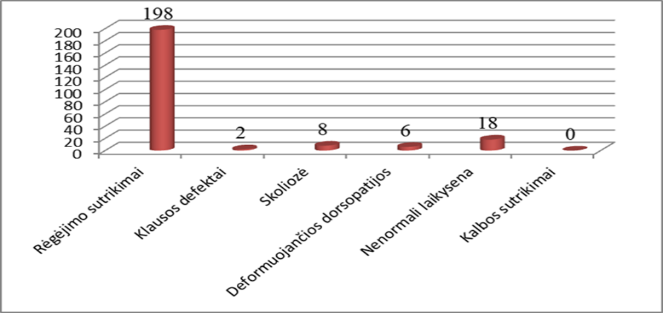 198
200
180
160
140
120
100
80
60
40
20
0
2
8
6
18
0
Rėgėjimo sutrikimai
Klausos defektai
Skoliozė
Deformuojančios dorsopatijos
Nenormali laikysena
Kalbos sutrikimai